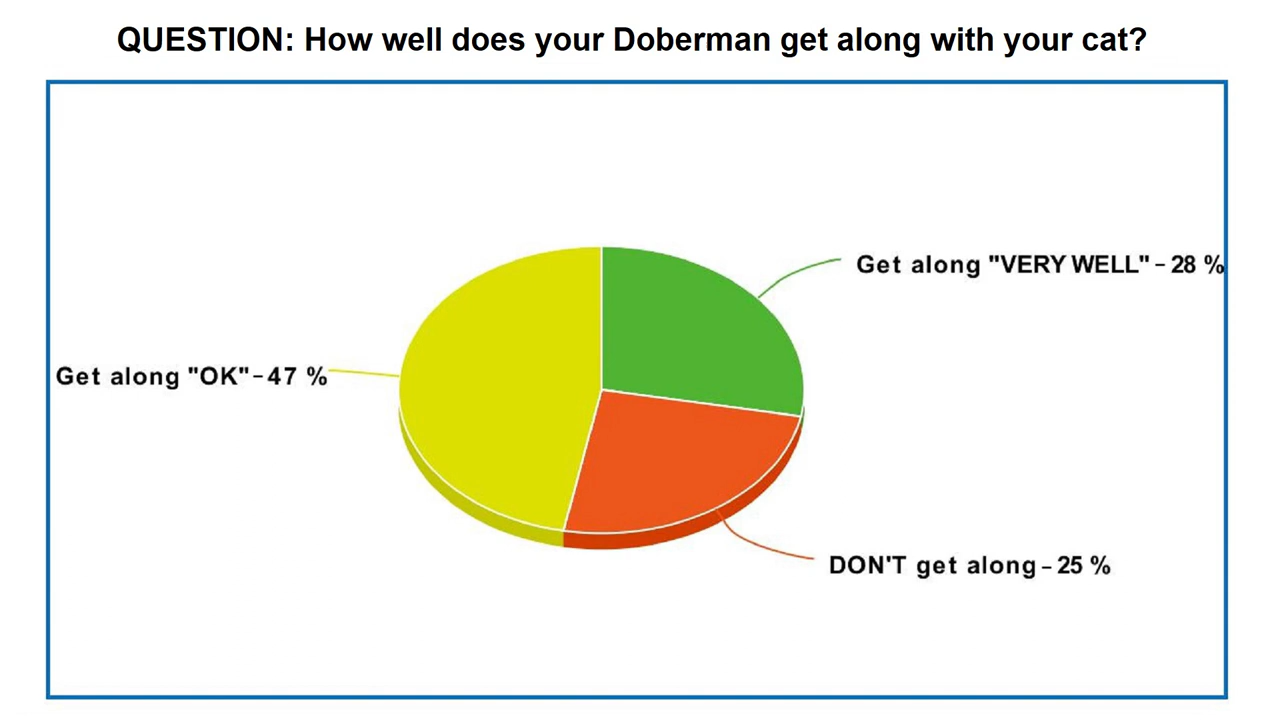 QUESTION: How well does your Doberman get along with your cat?
Get along "VERY WELL" - 28 %
Get along "OK" - 47 %
DON'T get along - 25 %